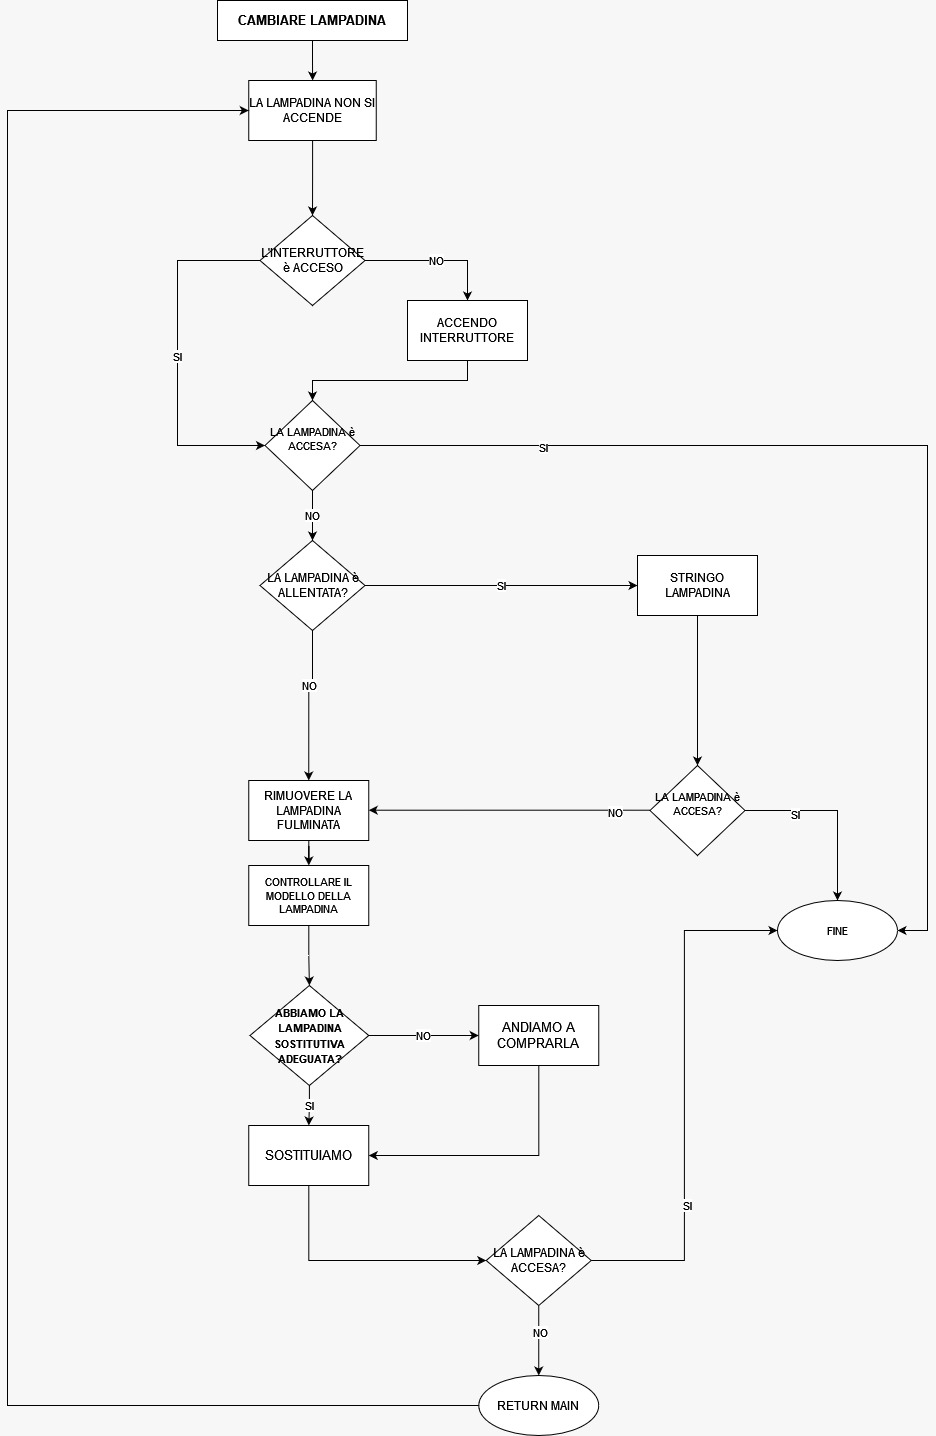 CAMBIARE LAMPADINA
LA LAMPADINA NON SI
ACCENDE
L'INTERRUTTORE
è ACCESO
NO
ACCENDO
INTERRUTTORE
SI
LA LAMPADINA è
ACCESA?
SI
NO
LA LAMPADINA è
ALLENTATA?
SI
STRINGO
LAMPADINA
NO
RIMUOVERE LA
LAMPADINA
FULMINATA
NO
LA LAMPADINA è
ACCESA?
SI
CONTROLLARE IL
MODELLO DELLA
LAMPADINA
FINE
ABBIAMO LA
LAMPADINA
SOSTITUTIVA
ADEGUATA?
NO
ANDIAMO A
COMPRARLA
SI
SOSTITUIAMO
SI
LA LAMPADINA è
ACCESA?
NO
RETURN MAIN